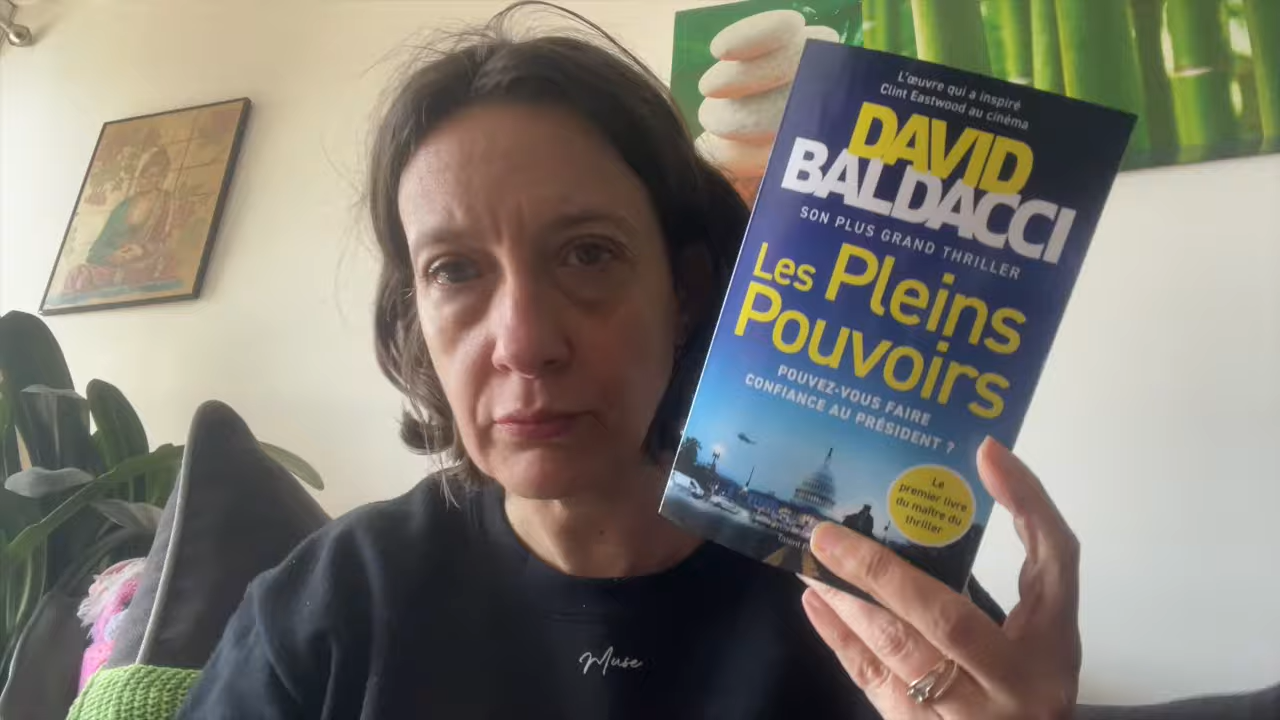 L'œuvre qui a inspiré
Clint Eastwood au cinéma
DAVID
BALDACCI
SON PLUS GRAND THRILLER
Les Pleins
Pouvoirs
POUVEZ-VOUS FAIRE
CONFIANCE AU PRÉSIDENT ?
Le
premier livre
du maître du
thriller
Muse